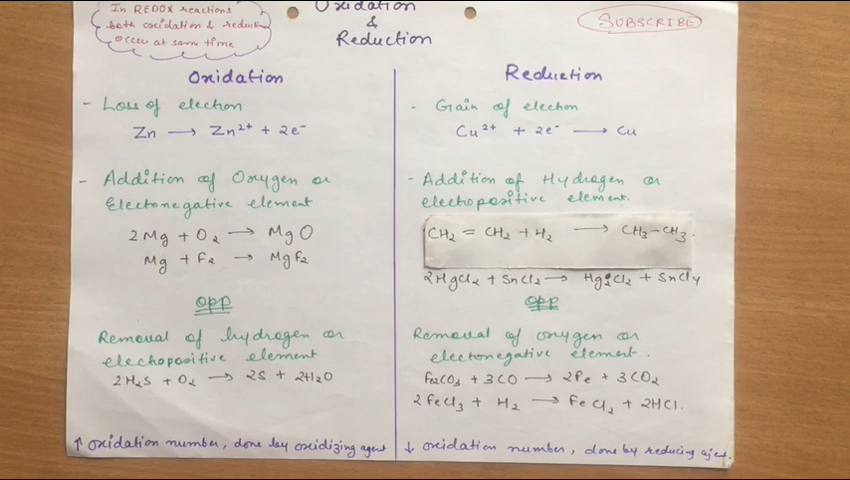 In REDOX reactions
both oxidation & reduction
occur at same time
Oxidation
&
Reduction
SUBSCRIBE
Oxidation
- Loss of electron
Zn → Zn²⁺ + 2e⁻
- Addition of Oxygen or
Electonegative element
2Mg + O₂ → MgO
Mg + F₂ → MgF₂
opp
Removal of hydrogen or
electropositive element
2H₂S + O₂ → 2S + 2H₂O
↑ oxidation number, done by oxidizing agent
Reduction
- Gain of electron
Cu²⁺ + 2e⁻ → Cu
- Addition of Hydrogen or
electropositive element.
CH₂ = CH₂ + H₂ → CH₃-CH₃.
2HgCl₂ + SnCl₂ → Hg₂Cl₂ + SnCl₄
opp
Removal of oxygen or
electonegative element.
Fe₂O₃ + 3CO → 2Fe + 3CO₂
2FeCl₃ + H₂ → FeCl₂ + 2HCl.
↓ oxidation number, done by reducing agent.